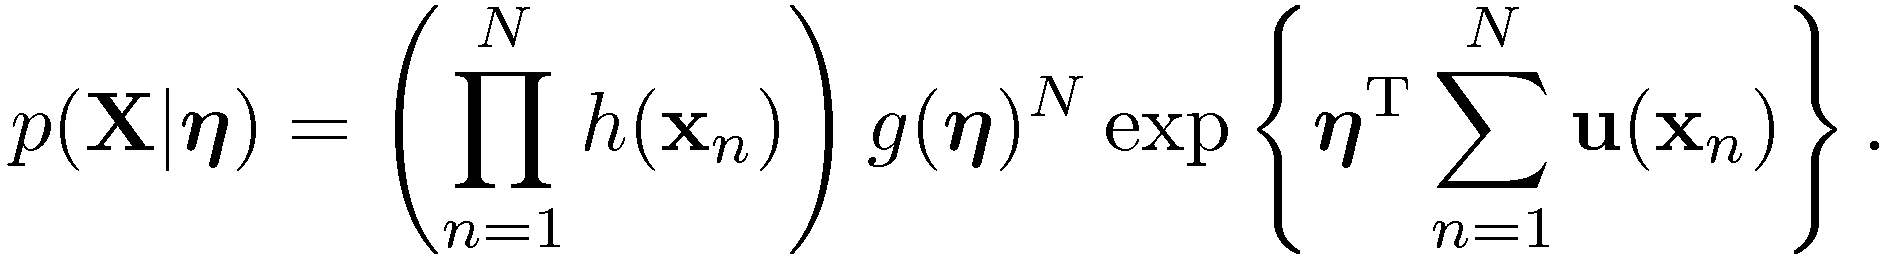 p(𝐗|𝛈) = (∏_{n=1}^{N} h(𝐱_n)) g(𝛈)^N exp{𝛈^T ∑_{n=1}^{N} 𝐮(𝐱_n)}.